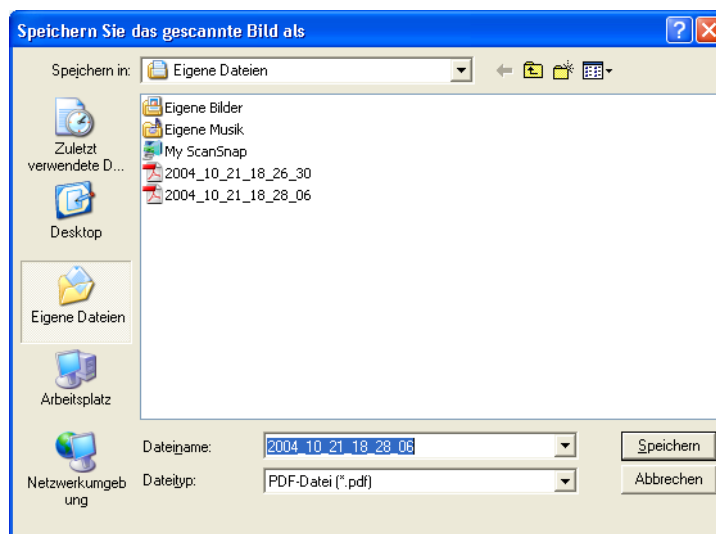 Speichern Sie das gescannte Bild als
Speichern in: Eigene Dateien
Eigene Bilder
Eigene Musik
My ScanSnap
2004_10_21_18_26_30
2004_10_21_18_28_06
Zuletzt
verwendete D...
Desktop
Eigene Dateien
Arbeitsplatz
Netzwerkumgeb
ung
Dateiname: 2004_10_21_18_28_06 Speichern
Dateityp: PDF-Datei (*.pdf) Abbrechen